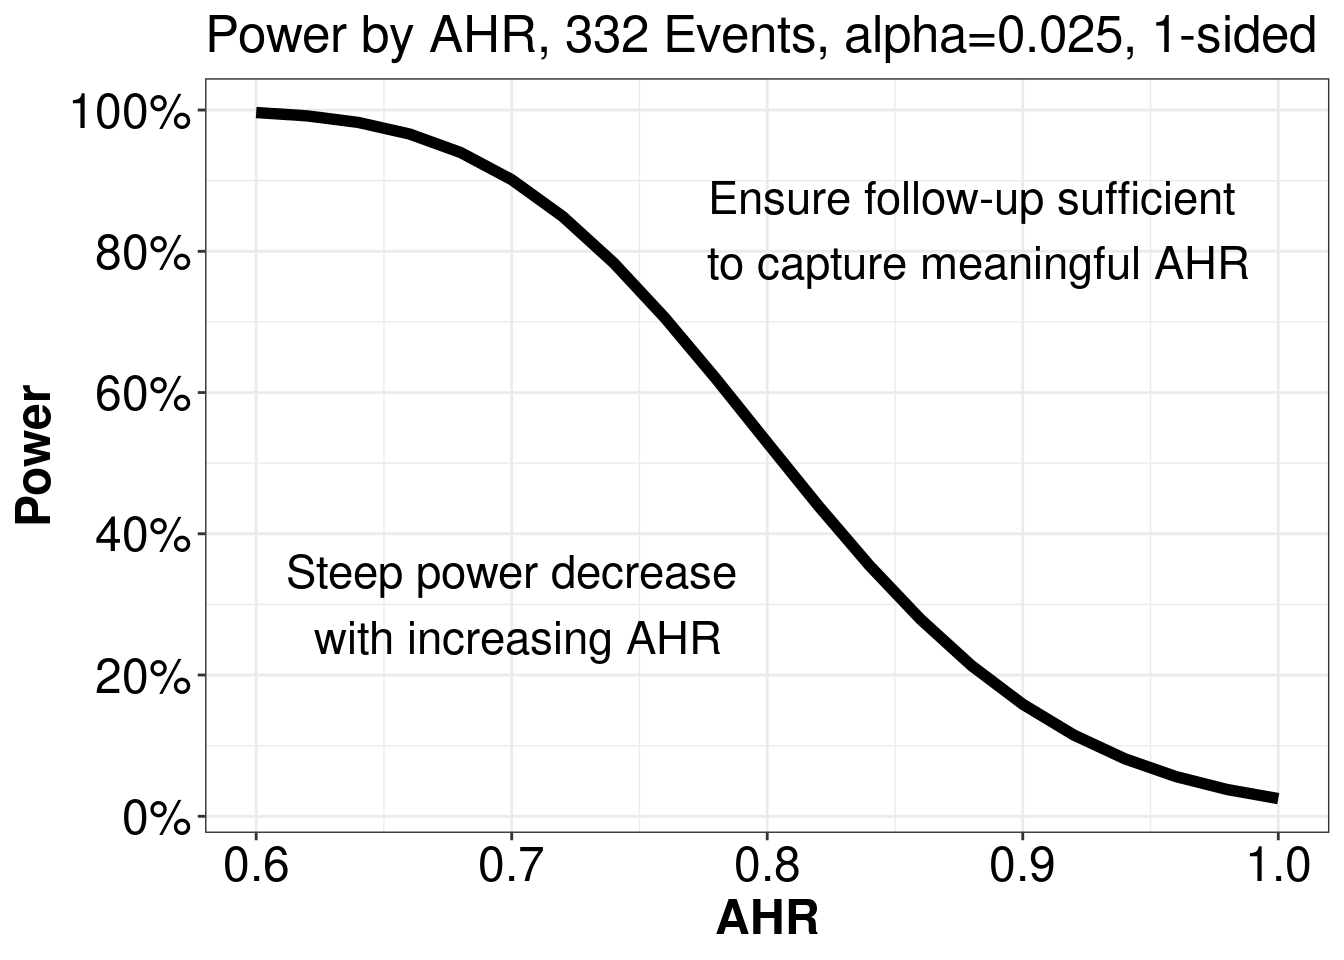 Power by AHR, 332 Events, alpha=0.025, 1-sided
100%
80%
60%
40%
20%
0%
Power
Ensure follow-up sufficient
to capture meaningful AHR
Steep power decrease
with increasing AHR
0.6 0.7 0.8 0.9 1.0
AHR